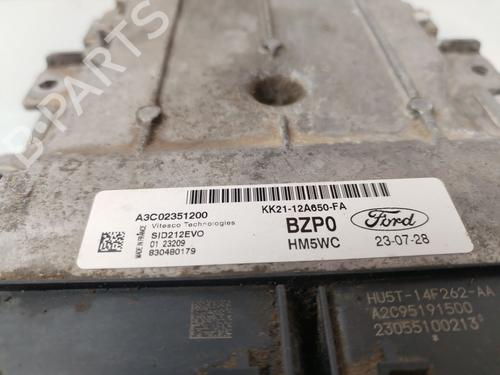 B-PARTS
A3C02351200
Vitesco Technologies
MADE IN FRANCE
SID212EVO
01 23209
830480179
KK21-12A650-FA
BZP0
HM5WC
Ford
23-07-28
HU5T-14F262-AA
A2C95191500
23055100213